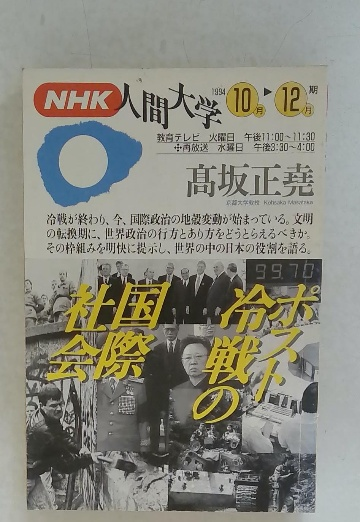 NHK 人間大学
1994 10月▶12月期
教育テレビ 火曜日 午後11:00~11:30
再放送 水曜日 午後3:30~4:00
高坂正堯
京都大学教授 Kohsaka Masataka
冷戦が終わり、今、国際政治の地殻変動が始まっている。文明
の転換期に、世界政治の行方とあり方をどうとらえるべきか。
その枠組みを明快に提示し、世界の中の日本の役割を語る。
99.70
ポスト
冷戦の
国際
社会